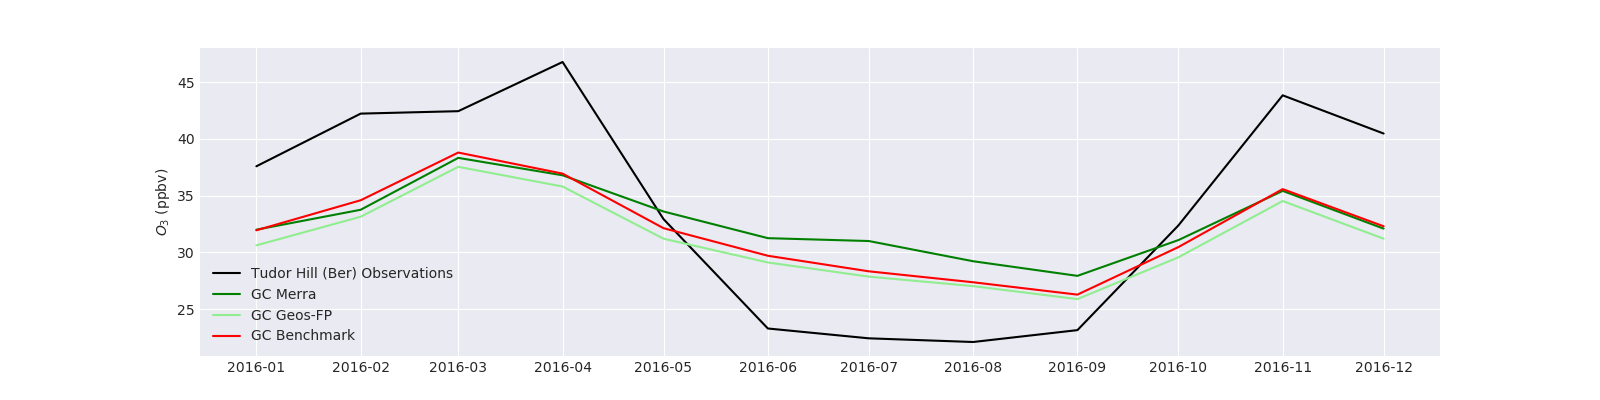 45
40
35
30
25
O3 (ppbv)
Tudor Hill (Ber) Observations
GC Merra
GC Geos-FP
GC Benchmark
2016-01 2016-02 2016-03 2016-04 2016-05 2016-06 2016-07 2016-08 2016-09 2016-10 2016-11 2016-12